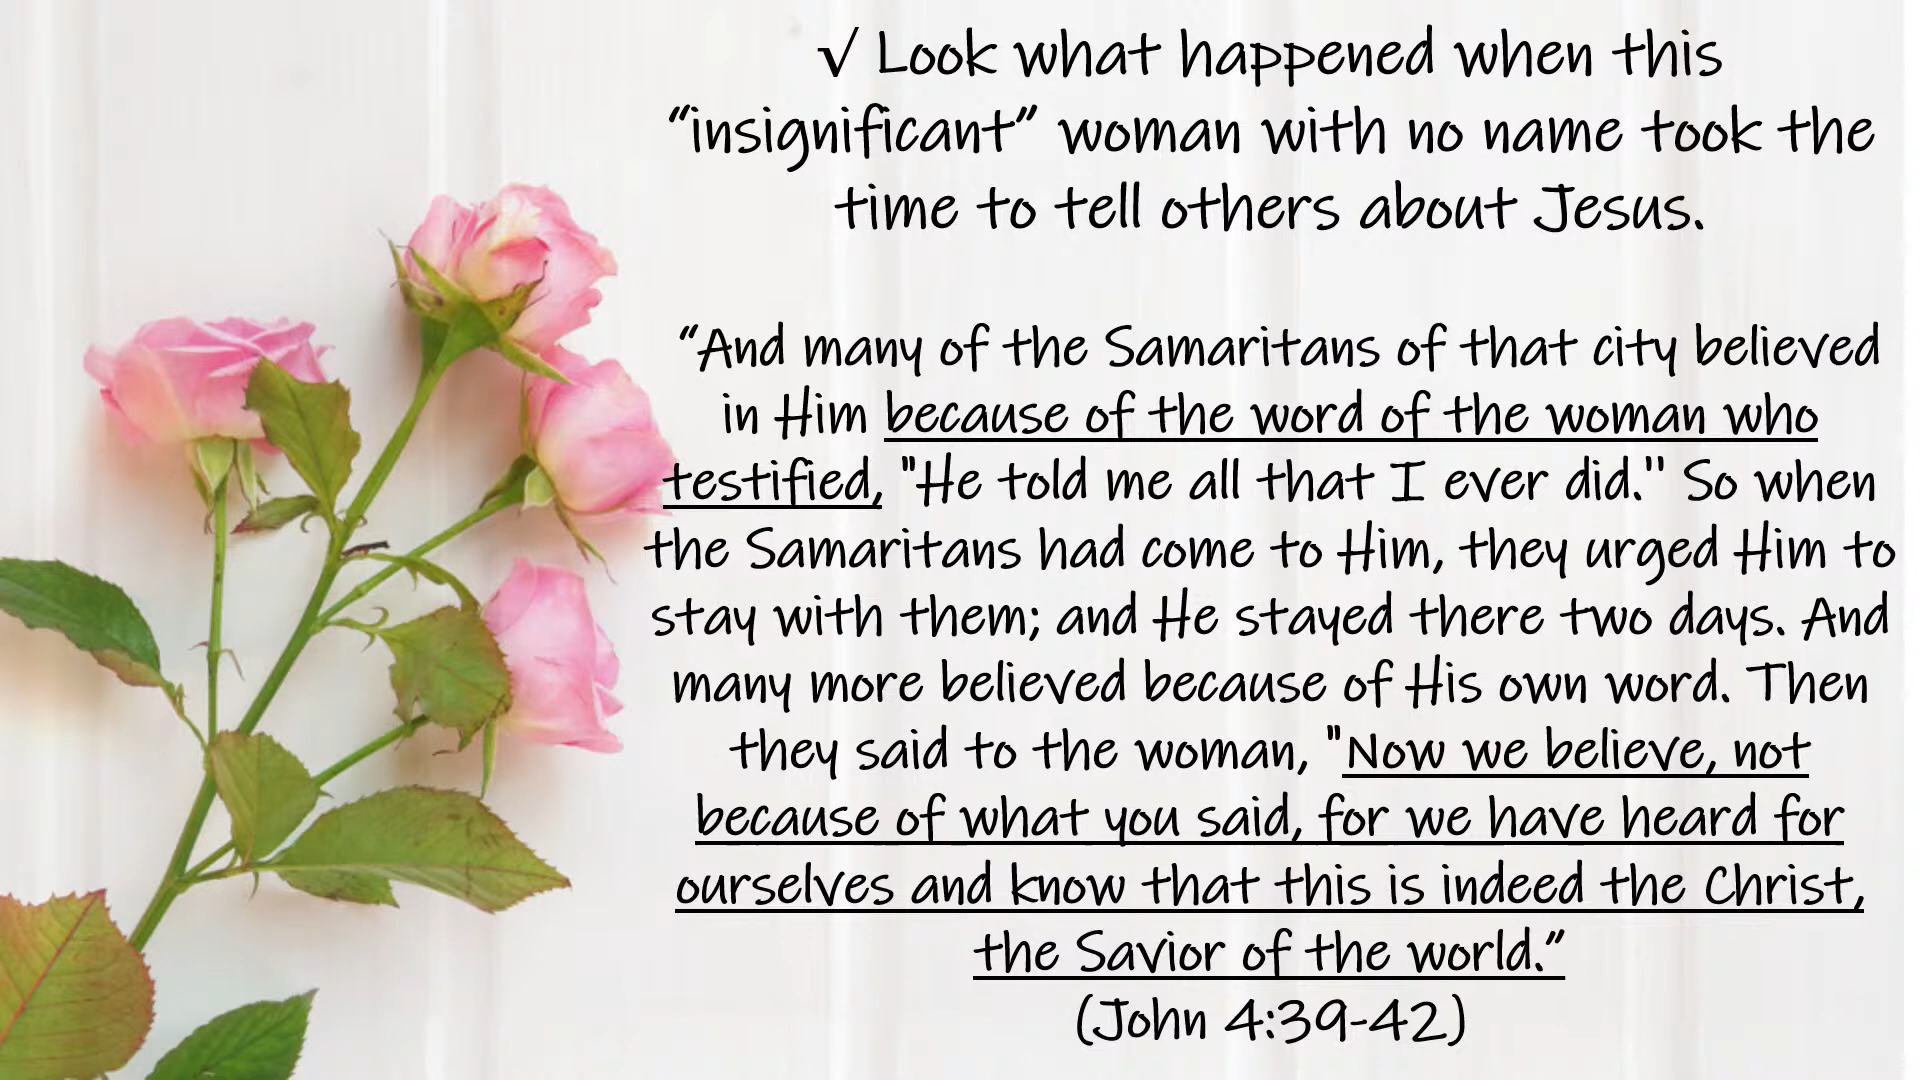 √ Look what happened when this
“insignificant” woman with no name took the
time to tell others about Jesus.
“And many of the Samaritans of that city believed
in Him because of the word of the woman who
testified, "He told me all that I ever did.'' So when
the Samaritans had come to Him, they urged Him to
stay with them; and He stayed there two days. And
many more believed because of His own word. Then
they said to the woman, "Now we believe, not
because of what you said, for we have heard for
ourselves and know that this is indeed the Christ,
the Savior of the world.”
(John 4:39-42)